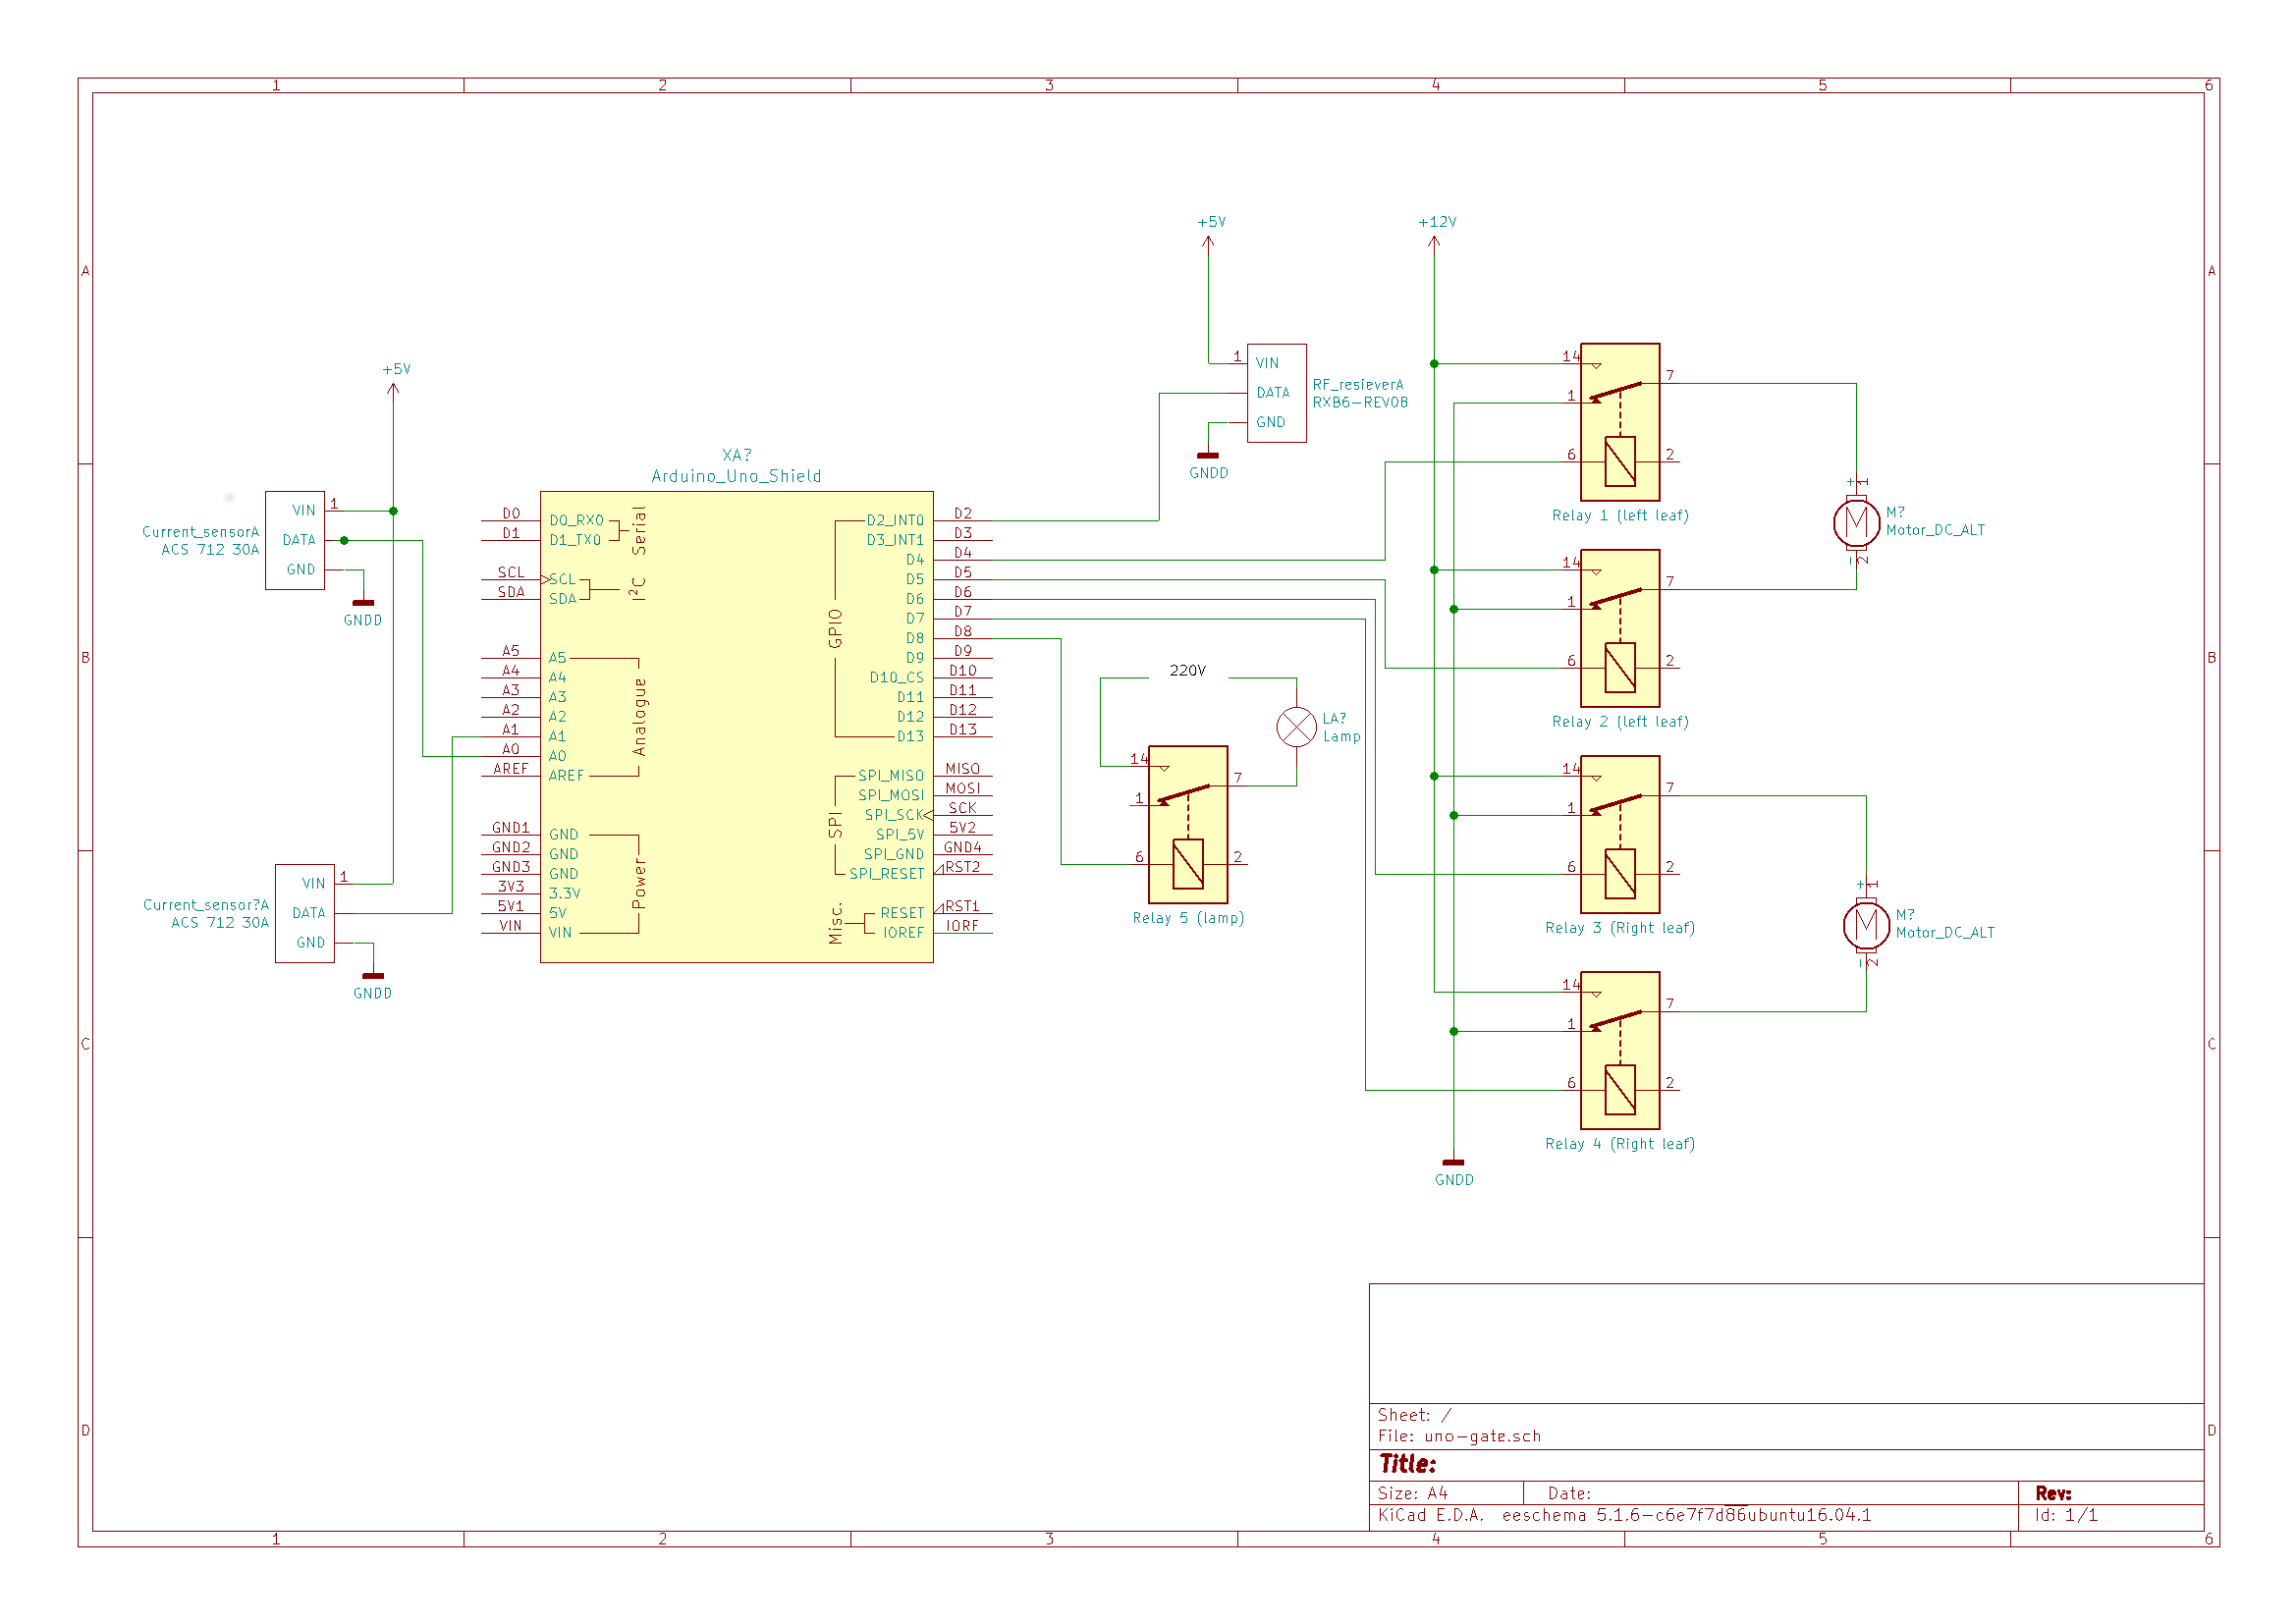 1 2 3 4 5 6
A
B
C
D
A
B
C
D
+5V
VIN 1
Current_sensorA
ACS 712 30A
DATA
GND
GNDD
VIN 1
Current_sensor?A
ACS 712 30A
DATA
GND
GNDD
XA?
Arduino_Uno_Shield
D0 D0_RX0
D1 D1_TX0
Serial
SCL SCL
SDA SDA
I²C
A5 A5
A4 A4
A3 A3
A2 A2
A1 A1
A0 A0
AREF AREF
Analogue
GND1 GND
GND2 GND
GND3 GND
3V3 3.3V
5V1 5V
VIN VIN
Power
D2_INT0 D2
D3_INT1 D3
D4 D4
D5 D5
D6 D6
D7 D7
D8 D8
D9 D9
D10_CS D10
D11 D11
D12 D12
D13 D13
GPIO
SPI_MISO MISO
SPI_MOSI MOSI
SPI_SCK SCK
SPI_5V 5V2
SPI_GND GND4
SPI_RESET RST2
SPI
RESET RST1
IOREF IORF
Misc.
+5V
1 VIN
DATA
GND
RF_resieverA
RXB6-REV08
GNDD
220V
LA?
Lamp
14
7
1
6 2
Relay 5 (lamp)
+12V
14
7
1
6 2
Relay 1 (left leaf)
14
7
1
6 2
Relay 2 (left leaf)
14
7
1
6 2
Relay 3 (Right leaf)
14
7
1
6 2
Relay 4 (Right leaf)
GNDD
+ 1
M
M?
Motor_DC_ALT
- 2
+ 1
M
M?
Motor_DC_ALT
- 2
Sheet: /
File: uno-gate.sch
Title:
Size: A4 Date: Rev:
KiCad E.D.A. eeschema 5.1.6-c6e7f7d86ubuntu16.04.1 Id: 1/1
1 2 3 4 5 6